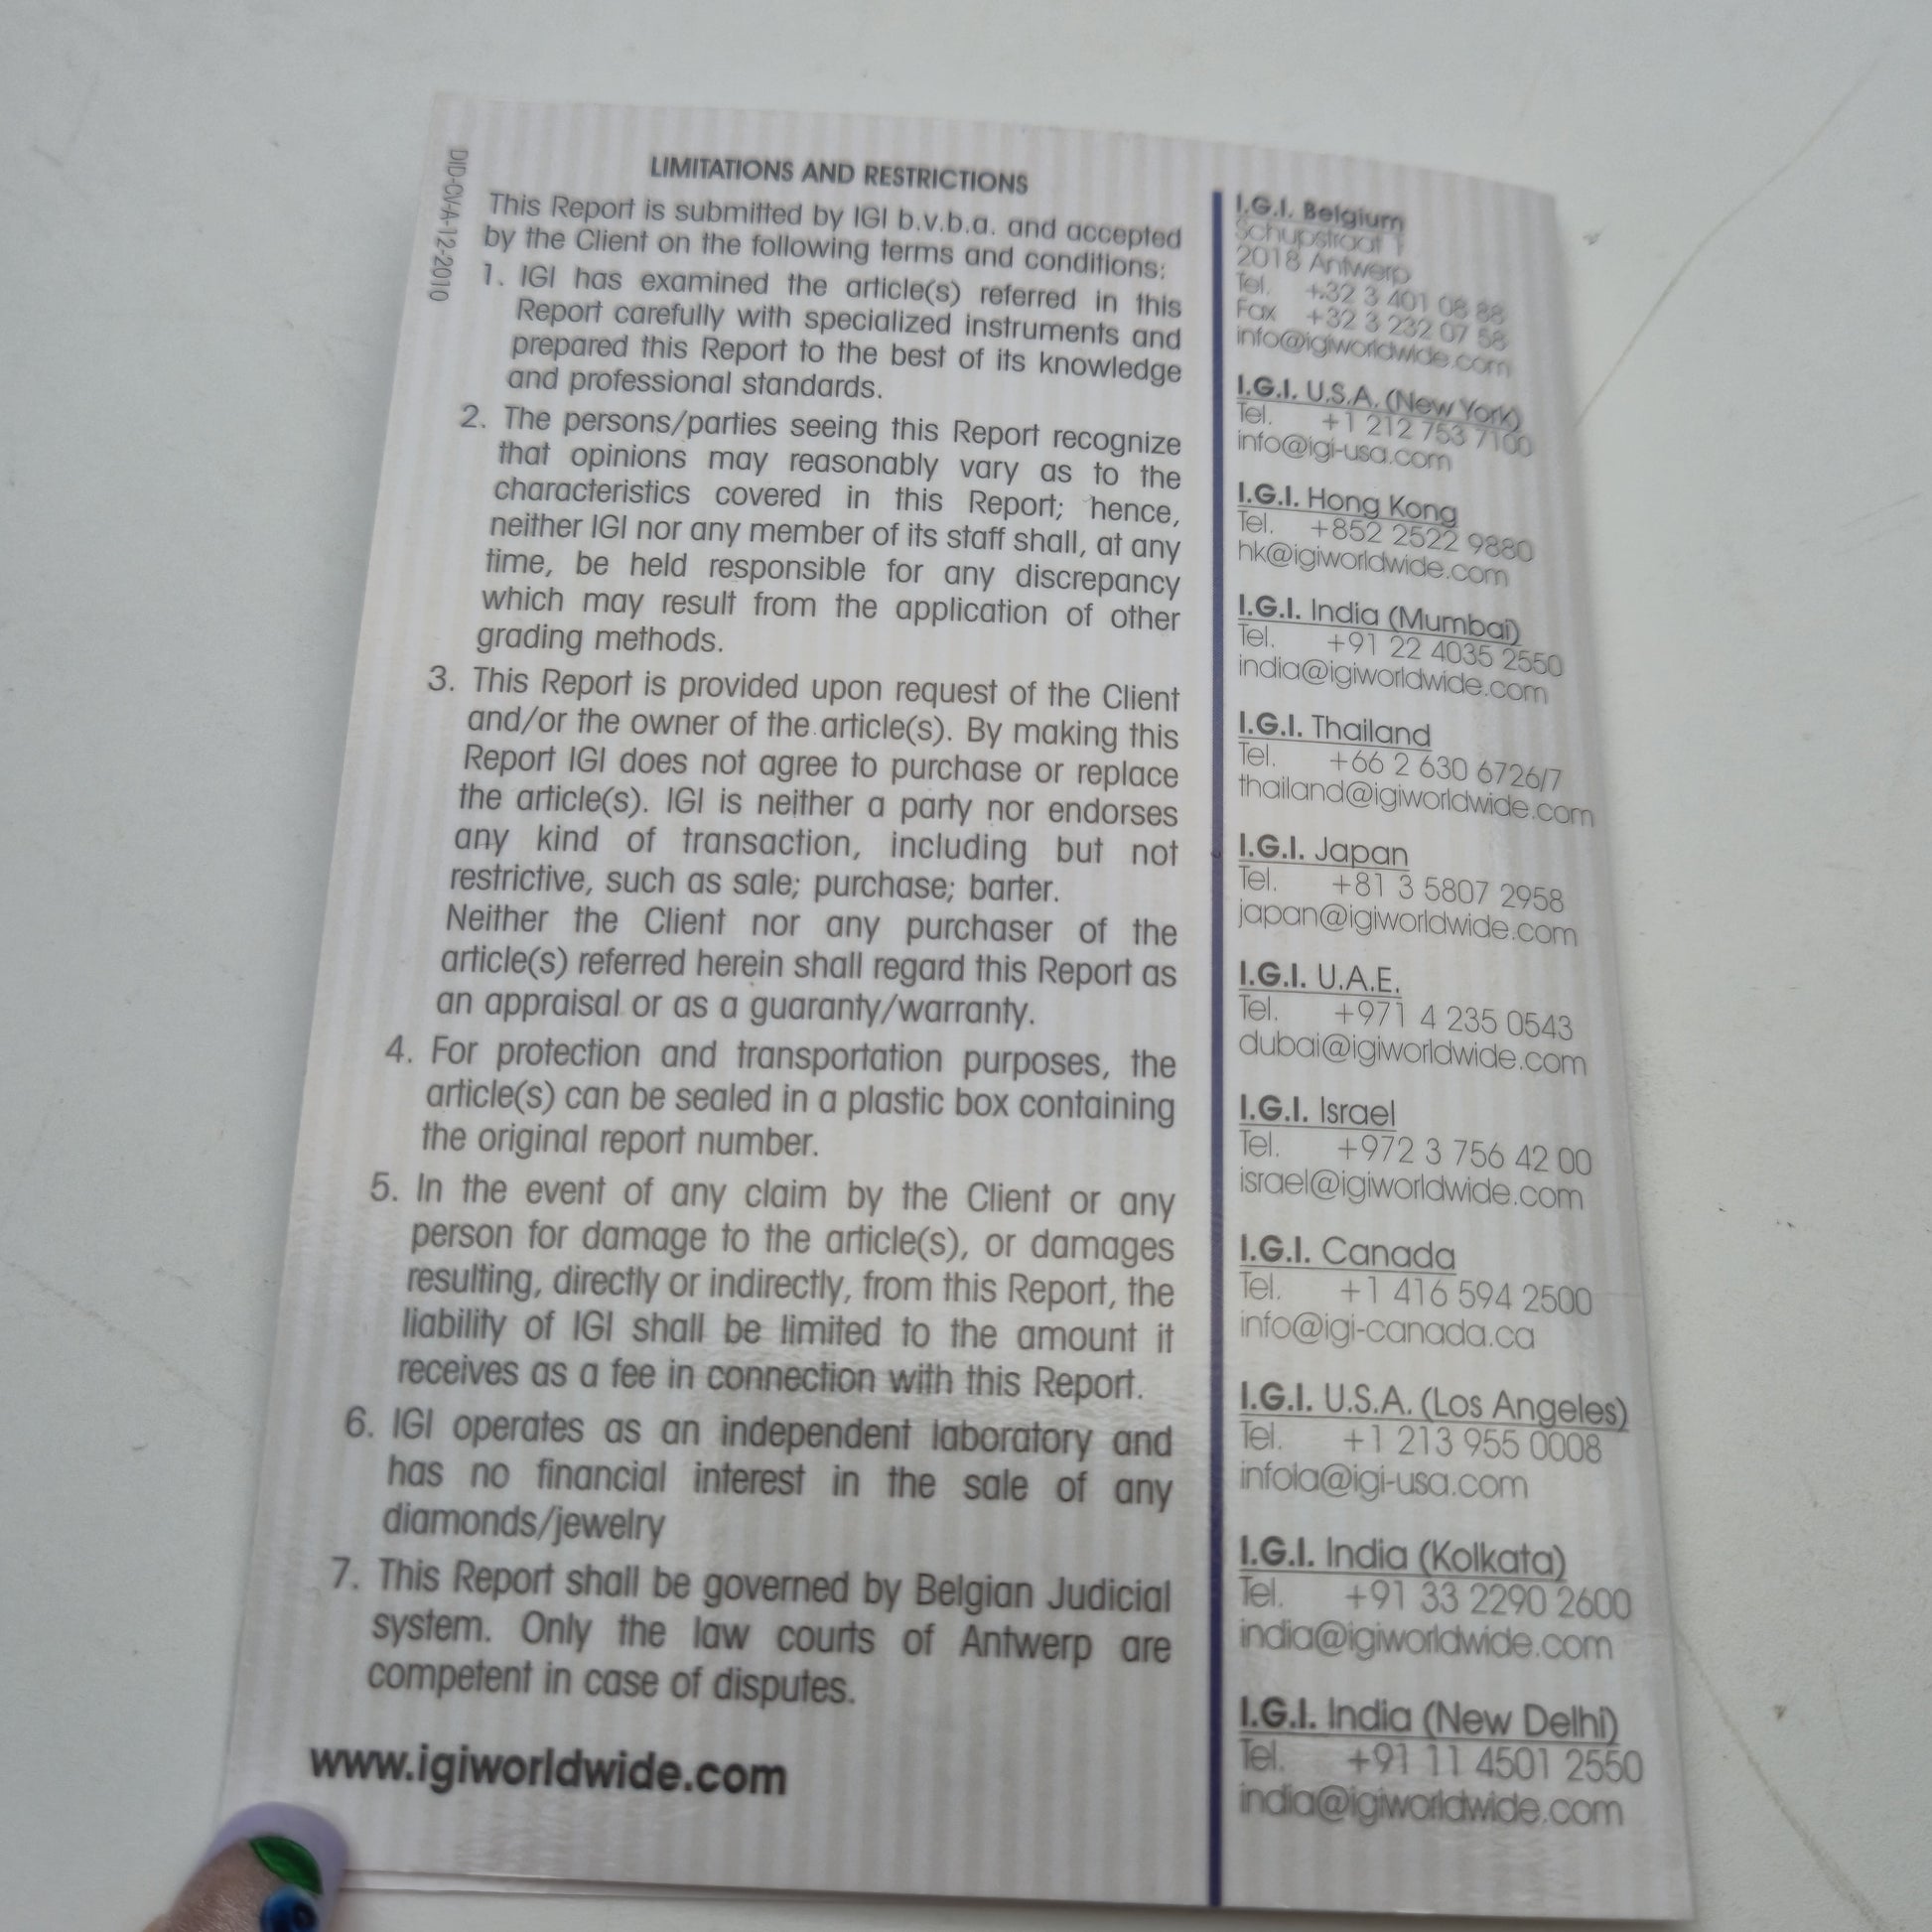 DID-CV-A-12-2010
LIMITATIONS AND RESTRICTIONS
This Report is submitted by IGI b.v.b.a. and accepted
by the Client on the following terms and conditions:
1. IGI has examined the article(s) referred in this
Report carefully with specialized instruments and
prepared this Report to the best of its knowledge
and professional standards.
2. The persons/parties seeing this Report recognize
that opinions may reasonably vary as to the
characteristics covered in this Report; hence,
neither IGI nor any member of its staff shall, at any
time, be held responsible for any discrepancy
which may result from the application of other
grading methods.
3. This Report is provided upon request of the Client
and/or the owner of the article(s). By making this
Report IGI does not agree to purchase or replace
the article(s). IGI is neither a party nor endorses
any kind of transaction, including but not
restrictive, such as sale; purchase; barter.
Neither the Client nor any purchaser of the
article(s) referred herein shall regard this Report as
an appraisal or as a guaranty/warranty.
4. For protection and transportation purposes, the
article(s) can be sealed in a plastic box containing
the original report number.
5. In the event of any claim by the Client or any
person for damage to the article(s), or damages
resulting, directly or indirectly, from this Report, the
liability of IGI shall be limited to the amount it
receives as a fee in connection with this Report.
6. IGI operates as an independent laboratory and
has no financial interest in the sale of any
diamonds/jewelry
7. This Report shall be governed by Belgian Judicial
system. Only the law courts of Antwerp are
competent in case of disputes.
www.igiworldwide.com
I.G.I. Belgium
Schupstraat 1
2018 Antwerp
Tel. +32 3 401 08 88
Fax +32 3 232 07 58
info@igiworldwide.com
I.G.I. U.S.A. (New York)
Tel. +1 212 753 7100
info@igi-usa.com
I.G.I. Hong Kong
Tel. +852 2522 9880
hk@igiworldwide.com
I.G.I. India (Mumbai)
Tel. +91 22 4035 2550
india@igiworldwide.com
I.G.I. Thailand
Tel. +66 2 630 6726/7
thailand@igiworldwide.com
I.G.I. Japan
Tel. +81 3 5807 2958
japan@igiworldwide.com
I.G.I. U.A.E.
Tel. +971 4 235 0543
dubai@igiworldwide.com
I.G.I. Israel
Tel. +972 3 756 42 00
israel@igiworldwide.com
I.G.I. Canada
Tel. +1 416 594 2500
info@igi-canada.ca
I.G.I. U.S.A. (Los Angeles)
Tel. +1 213 955 0008
infola@igi-usa.com
I.G.I. India (Kolkata)
Tel. +91 33 2290 2600
india@igiworldwide.com
I.G.I. India (New Delhi)
Tel. +91 11 4501 2550
india@igiworldwide.com